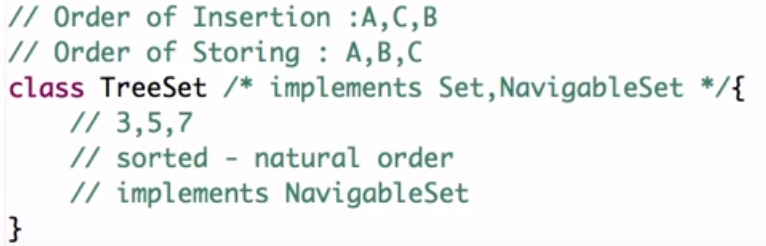 // Order of Insertion :A,C,B
// Order of Storing : A,B,C
class TreeSet /* implements Set,NavigableSet */{
// 3,5,7
// sorted - natural order
// implements NavigableSet
}